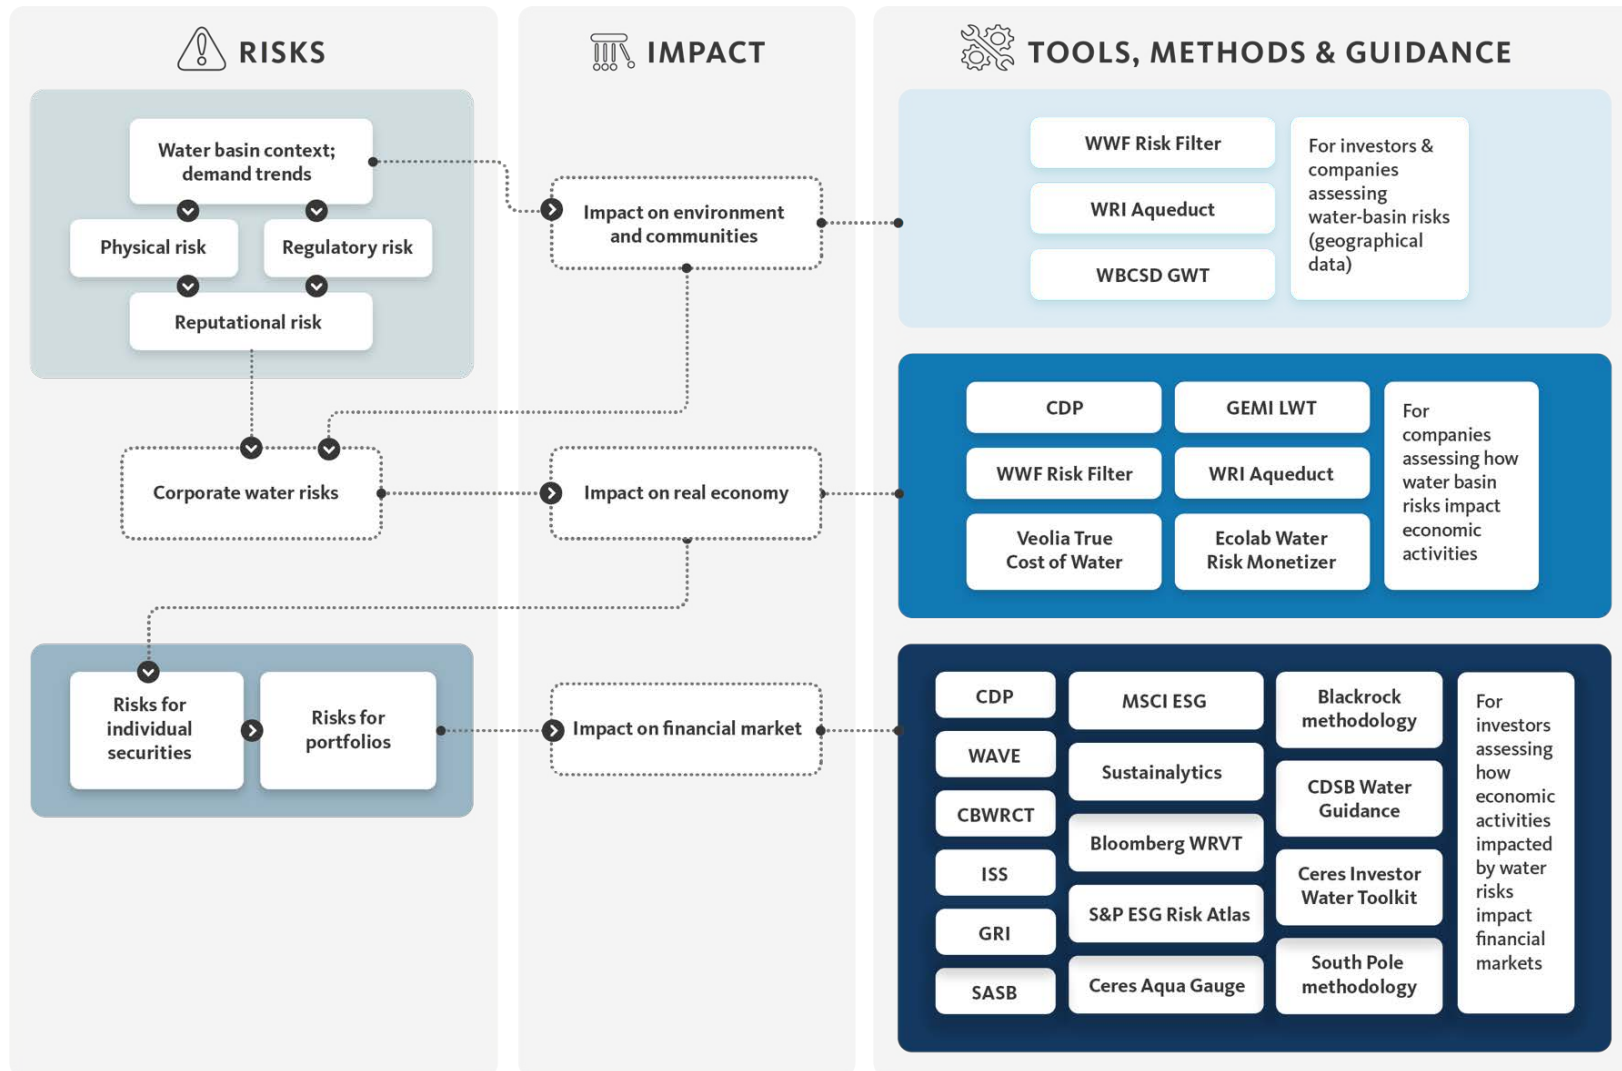 RISKS
Water basin context;
demand trends
Physical risk
Regulatory risk
Reputational risk
Corporate water risks
Risks for
individual
securities
Risks for
portfolios
IMPACT
Impact on environment
and communities
Impact on real economy
Impact on financial market
TOOLS, METHODS & GUIDANCE
WWF Risk Filter
WRI Aqueduct
WBCSD GWT
For investors &
companies
assessing
water-basin risks
(geographical
data)
CDP
GEMI LWT
WWF Risk Filter
WRI Aqueduct
Veolia True
Cost of Water
Ecolab Water
Risk Monetizer
For
companies
assessing how
water basin
risks impact
economic
activities
CDP
WAVE
CBWRCT
ISS
GRI
SASB
MSCI ESG
Sustainalytics
Bloomberg WRVT
S&P ESG Risk Atlas
Ceres Aqua Gauge
Blackrock
methodology
CDSB Water
Guidance
Ceres Investor
Water Toolkit
South Pole
methodology
For
investors
assessing
how
economic
activities
impacted
by water
risks
impact
financial
markets